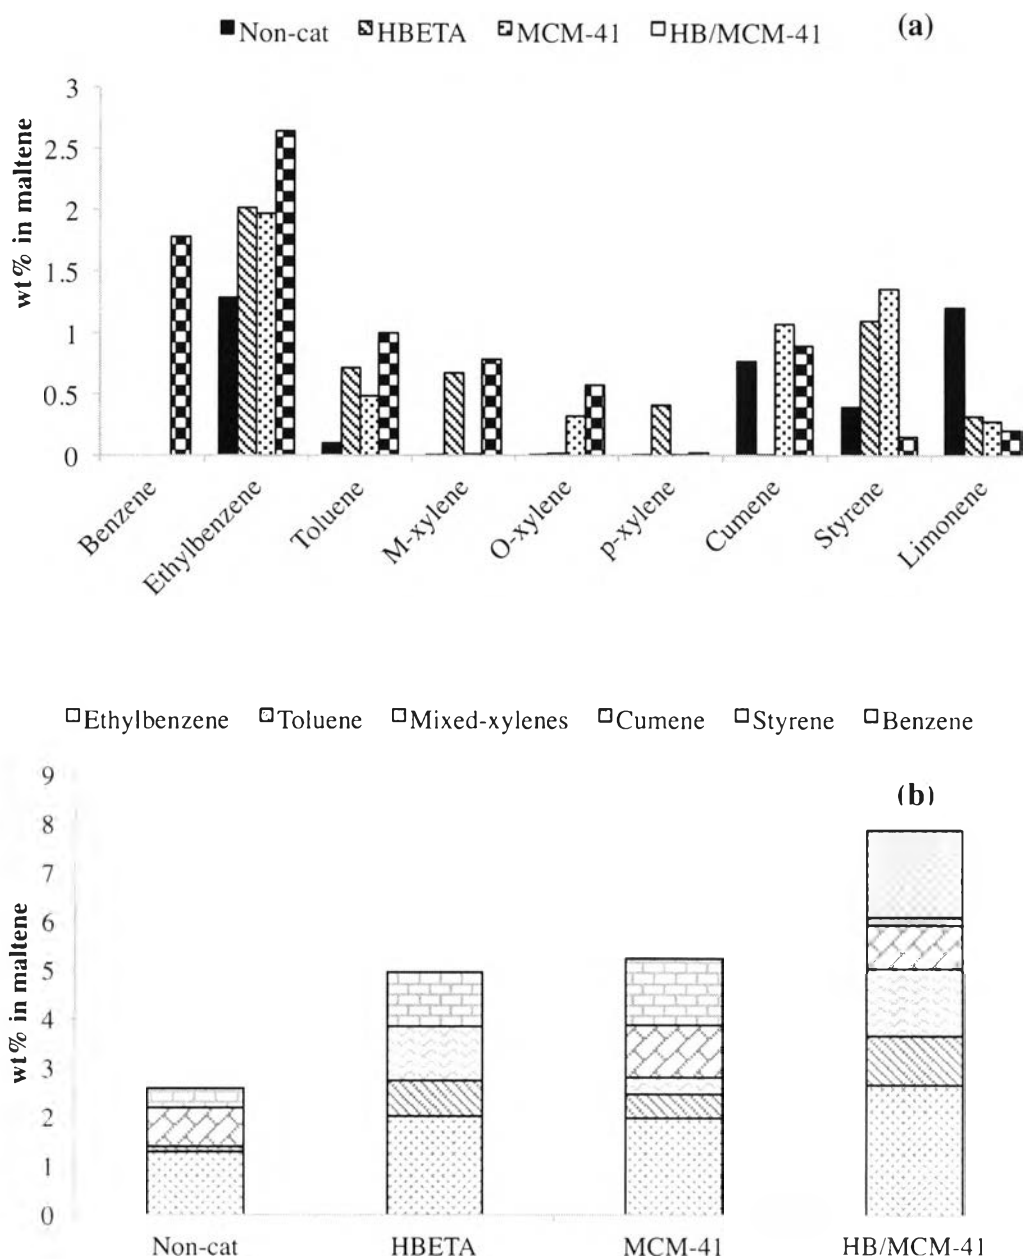 Non-cat HBETA MCM-41 HB/MCM-41 (a)
3
2.5
2
1.5
1
0.5
0
wt% in maltene
Benzene
Ethylbenzene
Toluene
M-xylene
O-xylene
p-xylene
Cumene
Styrene
Limonene
Ethylbenzene Toluene Mixed-xylenes Cumene Styrene Benzene
(b)
9
8
7
6
5
4
3
2
1
0
wt% in maltene
Non-cat HBETA MCM-41 HB/MCM-41